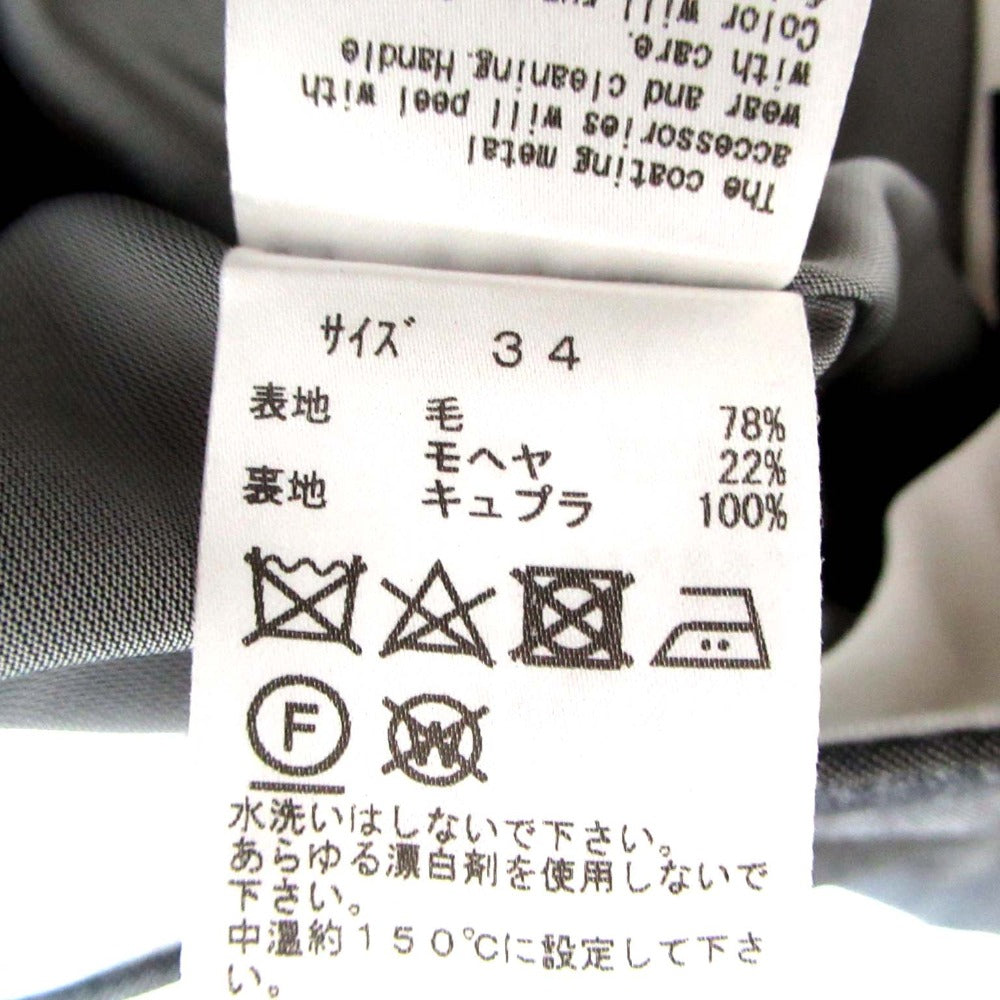 The coating metal
accessories will peel with
wear and cleaning. Handle
with care.
Color will
サイズ ３４
表地 毛 78%
モヘヤ 22%
裏地 キュプラ 100%
F
W
水洗いはしないで下さい。
あらゆる漂白剤を使用しないで
下さい。
中温約１５０℃に設定して下さ
い。